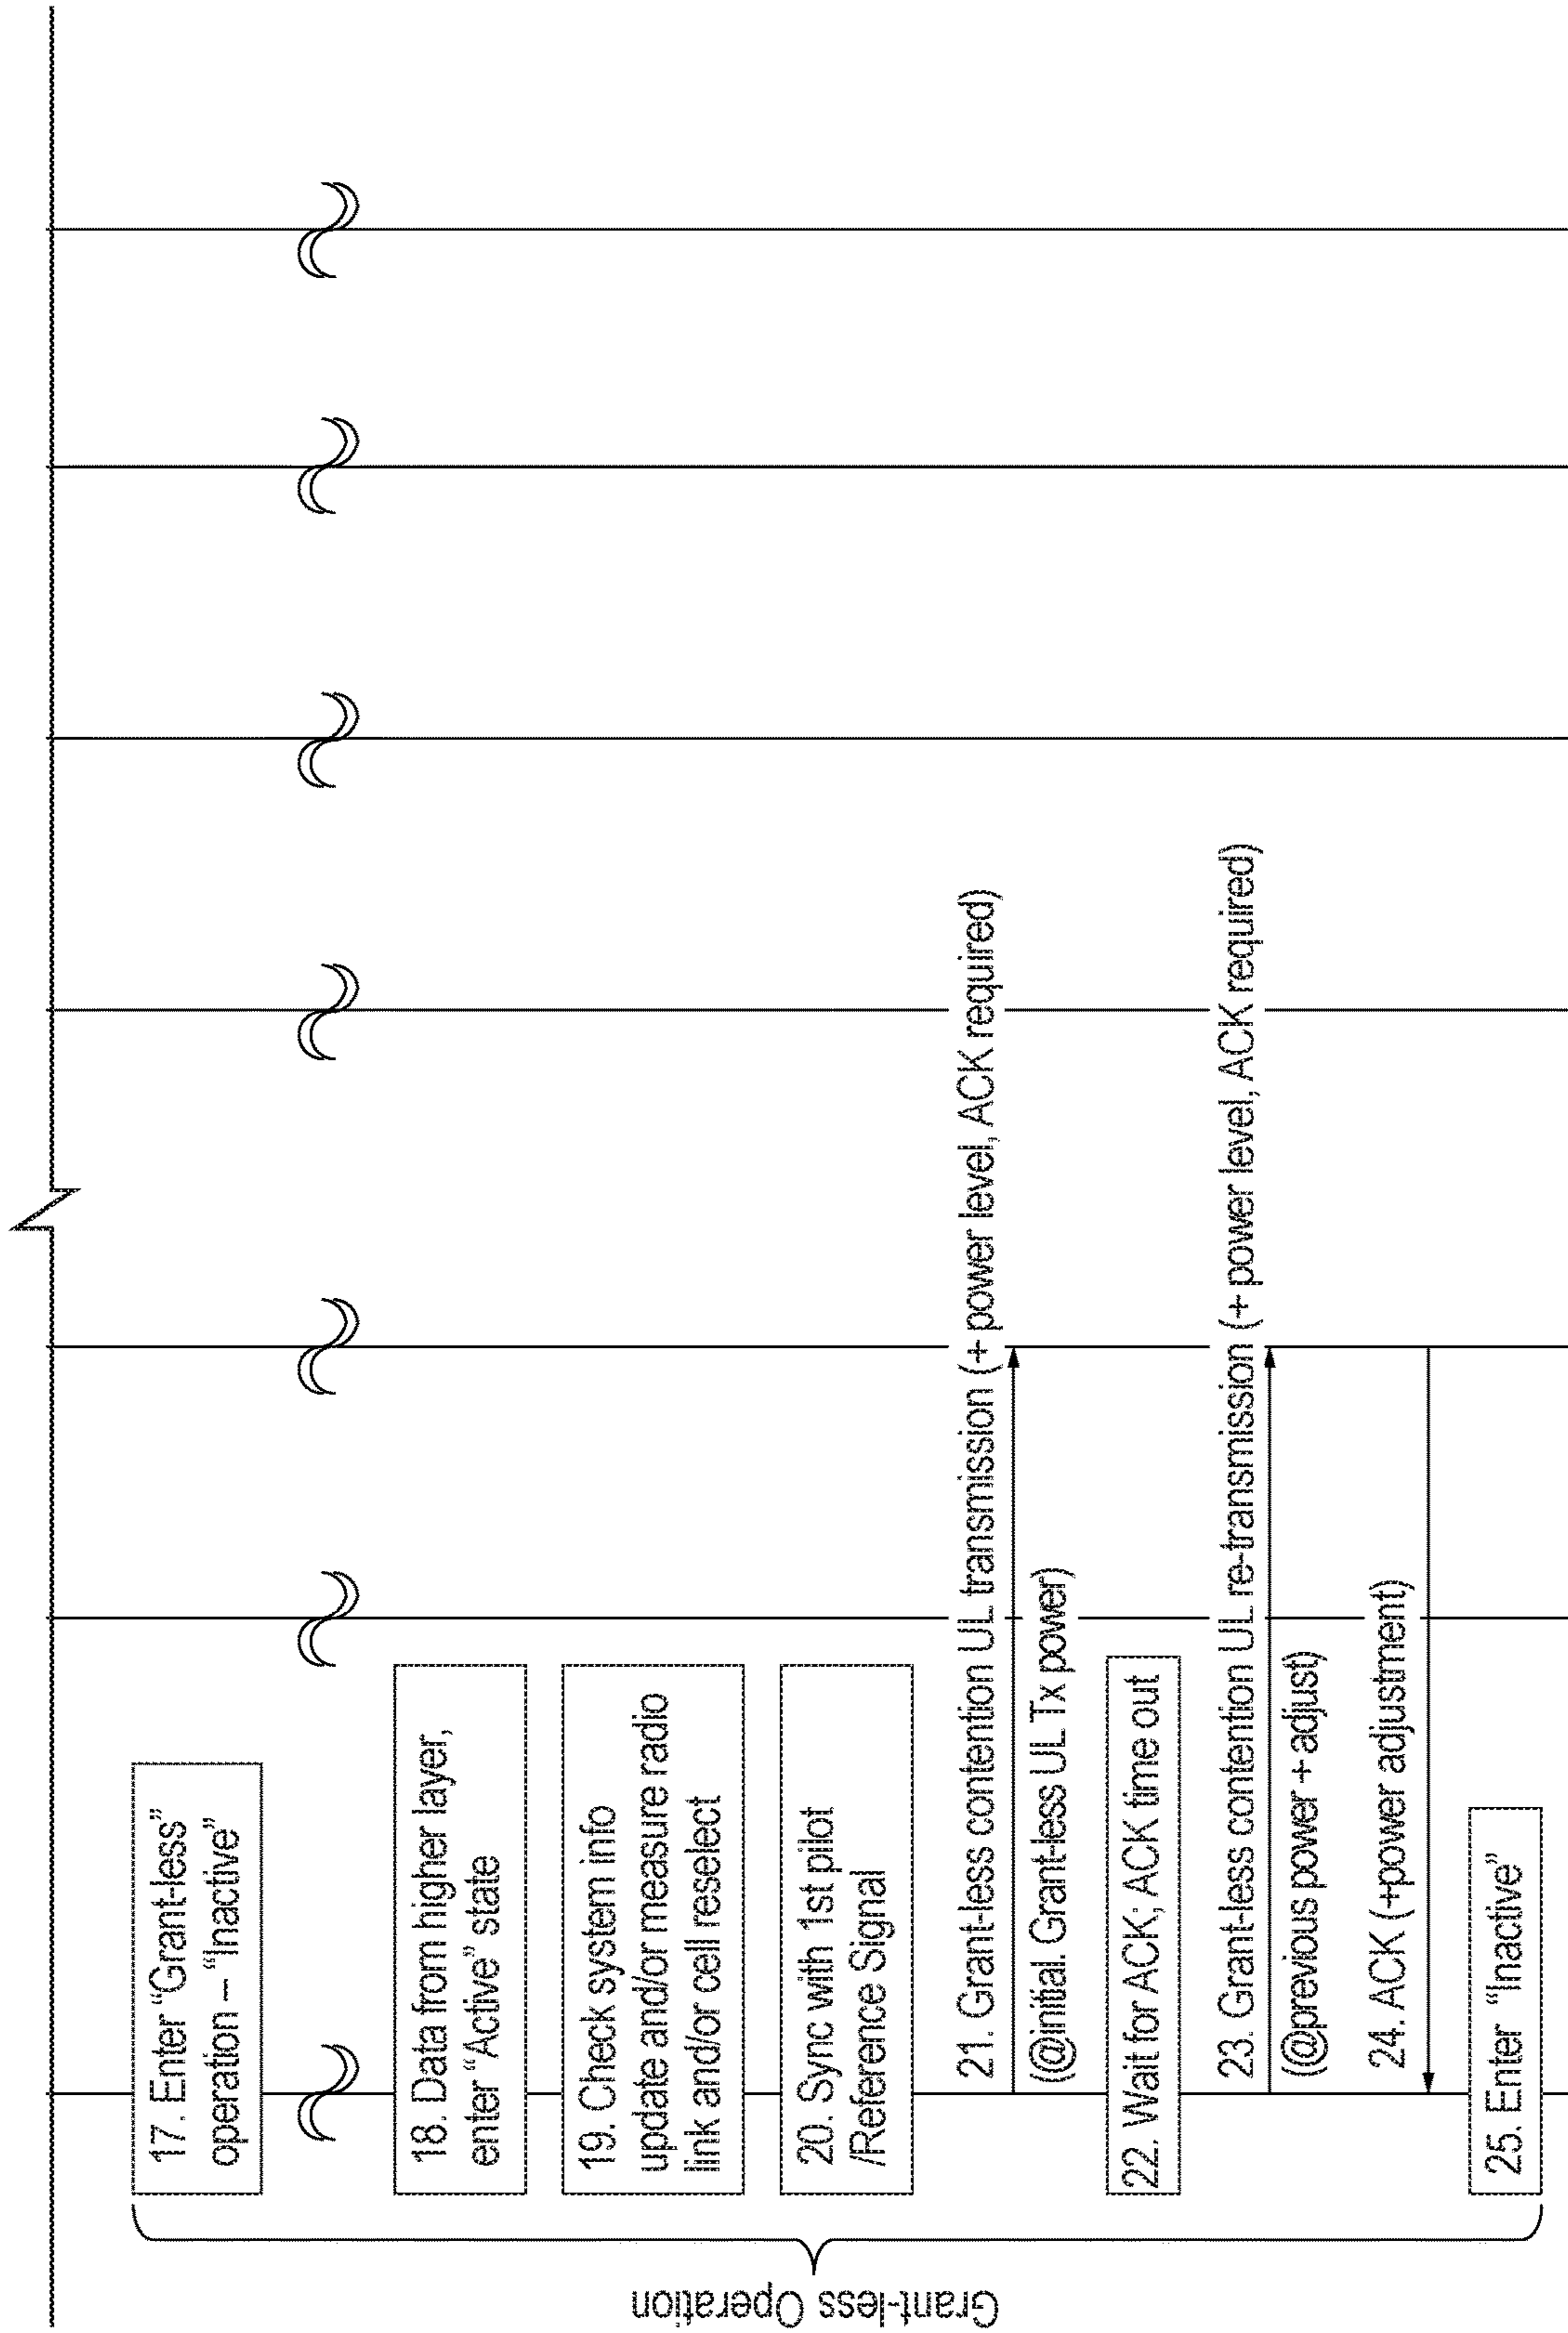 Grant-less Operation
17. Enter “Grant-less”
operation – “Inactive”
18. Data from higher layer,
enter “Active” state
19. Check system info
update and/or measure radio
link and/or cell reselect
20. Sync with 1st pilot
/Reference Signal
21. Grant-less contention UL transmission (+ power level, ACK required)
(@initial. Grant-less UL Tx power)
22. Wait for ACK; ACK time out
23. Grant-less contention UL re-transmission (+ power level, ACK required)
(@previous power + adjust)
24. ACK (+power adjustment)
25. Enter “Inactive”